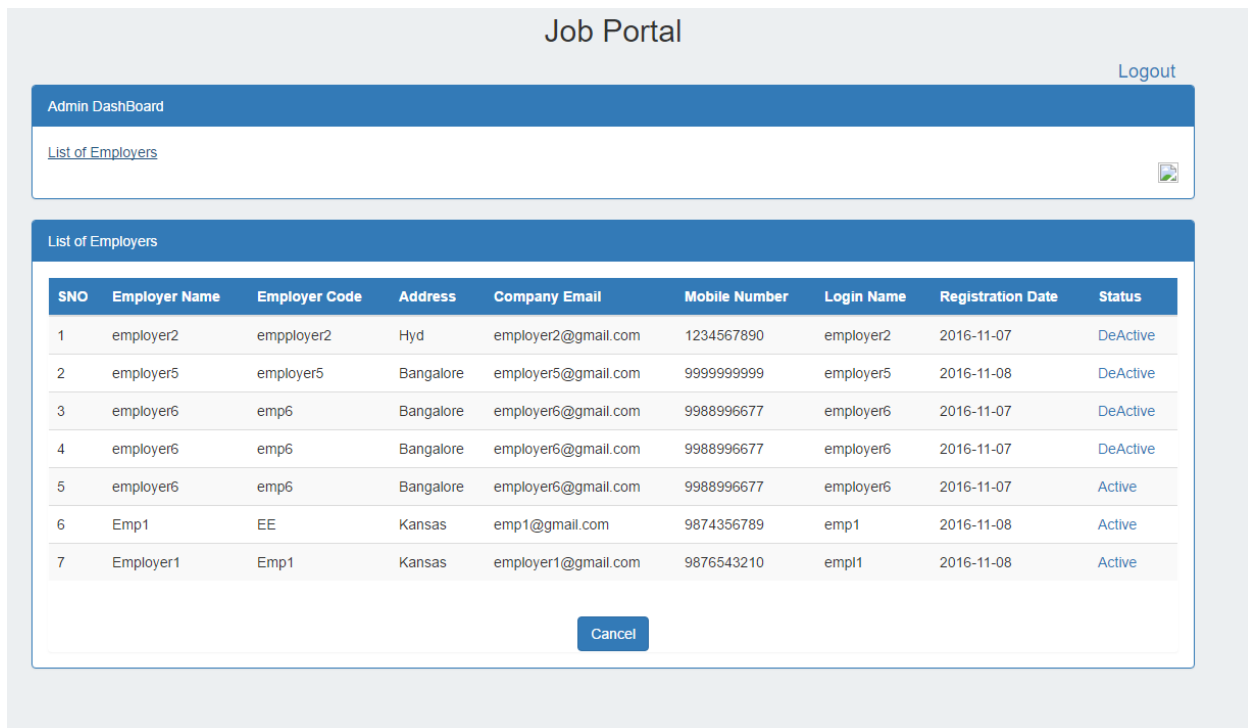 Job Portal
Logout
Admin DashBoard
List of Employers
List of Employers
SNO Employer Name Employer Code Address Company Email Mobile Number Login Name Registration Date Status
1 employer2 empployer2 Hyd employer2@gmail.com 1234567890 employer2 2016-11-07 DeActive
2 employer5 employer5 Bangalore employer5@gmail.com 9999999999 employer5 2016-11-08 DeActive
3 employer6 emp6 Bangalore employer6@gmail.com 9988996677 employer6 2016-11-07 DeActive
4 employer6 emp6 Bangalore employer6@gmail.com 9988996677 employer6 2016-11-07 DeActive
5 employer6 emp6 Bangalore employer6@gmail.com 9988996677 employer6 2016-11-07 Active
6 Emp1 EE Kansas emp1@gmail.com 9874356789 emp1 2016-11-08 Active
7 Employer1 Emp1 Kansas employer1@gmail.com 9876543210 empl1 2016-11-08 Active
Cancel